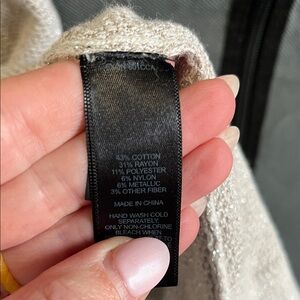 43% COTTON
31% RAYON
11% POLYESTER
6% NYLON
6% METALLIC
3% OTHER FIBER
MADE IN CHINA
HAND WASH COLD
SEPARATELY.
ONLY NON-CHLORINE
BLEACH WHEN
TO